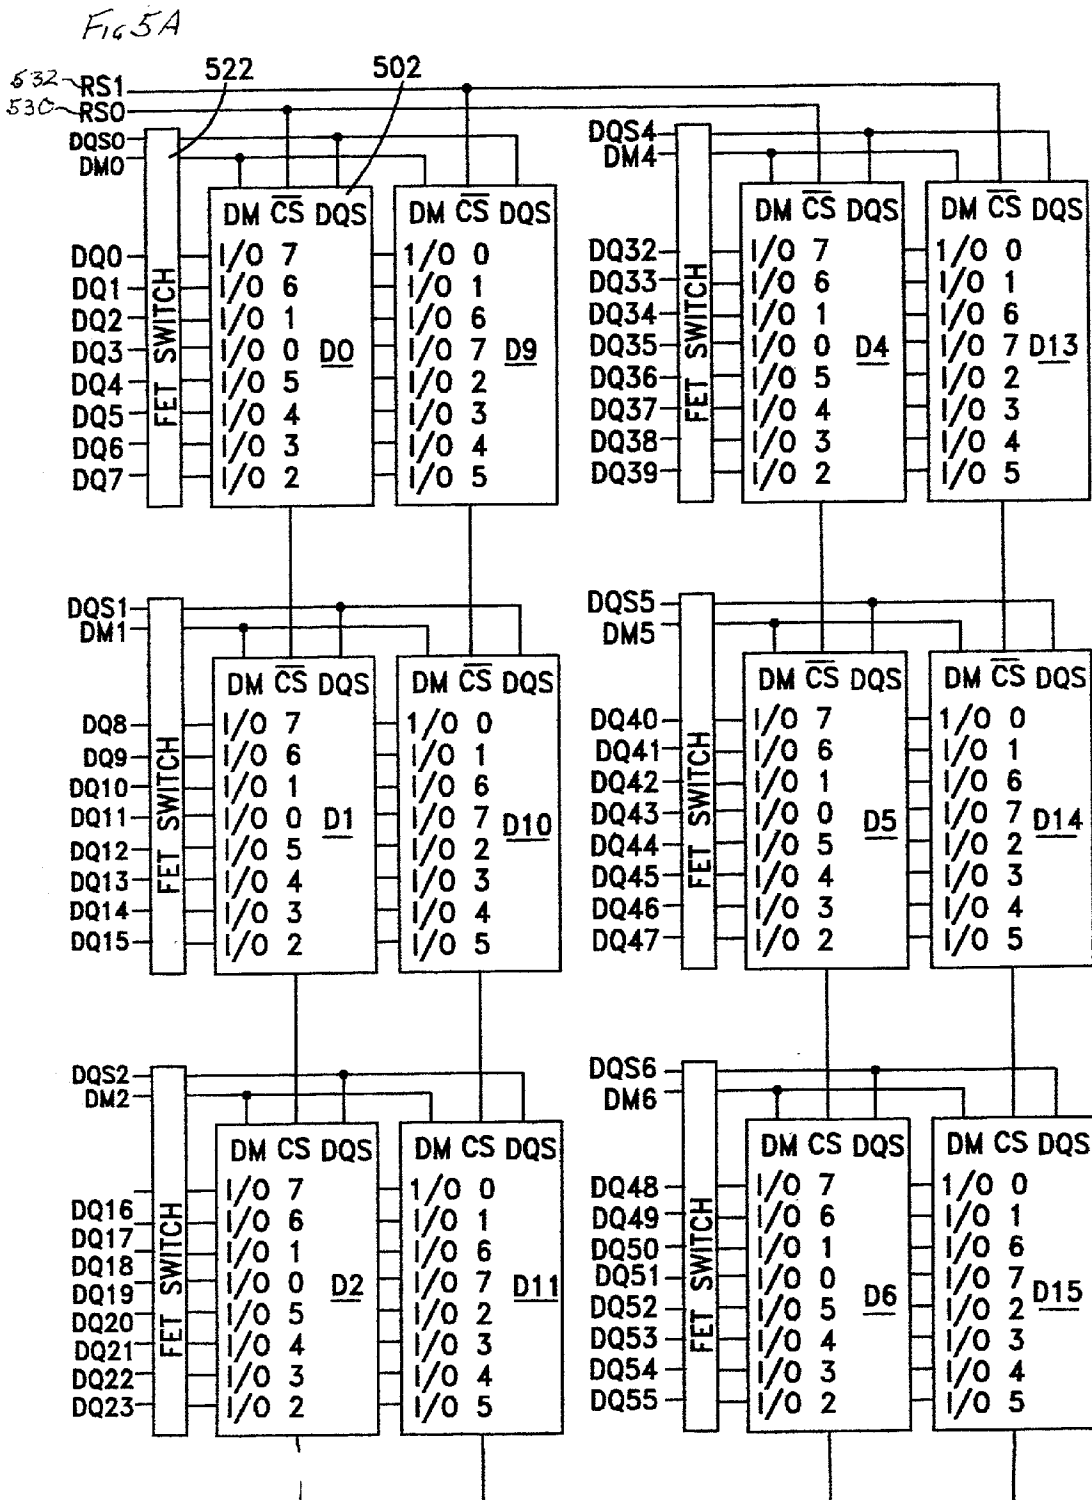 Fig 5A
522 502
532 RS1
530 RS0
DQS0
DM0
DM CS DQS
DM CS DQS
DQ0 I/O 7 1/O 0
DQ1 I/O 6 I/O 1
DQ2 I/O 1 I/O 6
DQ3 I/O 0 I/O 7
DQ4 I/O 5 I/O 2
DQ5 I/O 4 I/O 3
DQ6 I/O 3 I/O 4
DQ7 I/O 2 I/O 5
FET SWITCH
D0
D9
DQS4
DM4
DM CS DQS
DM CS DQS
DQ32 I/O 7 1/O 0
DQ33 I/O 6 I/O 1
DQ34 I/O 1 I/O 6
DQ35 I/O 0 I/O 7
DQ36 I/O 5 I/O 2
DQ37 I/O 4 I/O 3
DQ38 I/O 3 I/O 4
DQ39 I/O 2 I/O 5
FET SWITCH
D4
D13
DQS1
DM1
DM CS DQS
DM CS DQS
DQ8 I/O 7 1/O 0
DQ9 I/O 6 I/O 1
DQ10 I/O 1 I/O 6
DQ11 I/O 0 I/O 7
DQ12 I/O 5 I/O 2
DQ13 I/O 4 I/O 3
DQ14 I/O 3 I/O 4
DQ15 I/O 2 I/O 5
FET SWITCH
D1
D10
DQS5
DM5
DM CS DQS
DM CS DQS
DQ40 I/O 7 1/O 0
DQ41 I/O 6 I/O 1
DQ42 I/O 1 I/O 6
DQ43 I/O 0 I/O 7
DQ44 I/O 5 I/O 2
DQ45 I/O 4 I/O 3
DQ46 I/O 3 I/O 4
DQ47 I/O 2 I/O 5
FET SWITCH
D5
D14
DQS2
DM2
DM CS DQS
DM CS DQS
DQ16 I/O 7 1/O 0
DQ17 I/O 6 I/O 1
DQ18 I/O 1 I/O 6
DQ19 I/O 0 I/O 7
DQ20 I/O 5 I/O 2
DQ21 I/O 4 I/O 3
DQ22 I/O 3 I/O 4
DQ23 I/O 2 I/O 5
FET SWITCH
D2
D11
DQS6
DM6
DM CS DQS
DM CS DQS
DQ48 I/O 7 1/O 0
DQ49 I/O 6 I/O 1
DQ50 I/O 1 I/O 6
DQ51 I/O 0 I/O 7
DQ52 I/O 5 I/O 2
DQ53 I/O 4 I/O 3
DQ54 I/O 3 I/O 4
DQ55 I/O 2 I/O 5
FET SWITCH
D6
D15